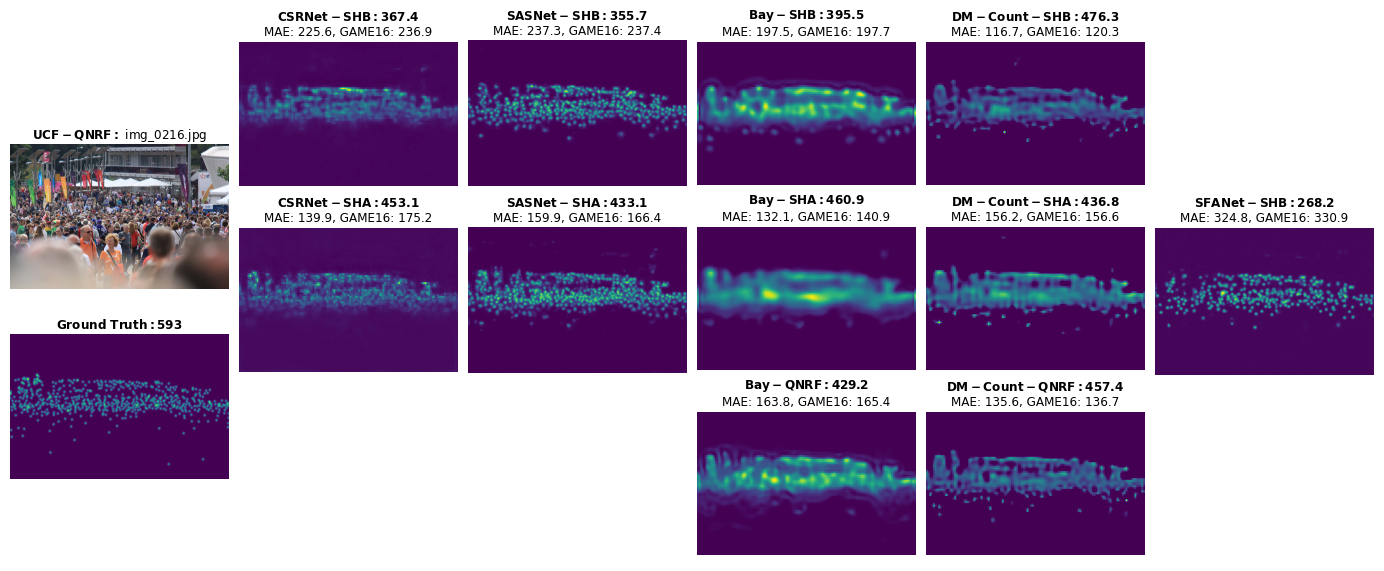 CSRNet − SHB : 367.4
MAE: 225.6, GAME16: 236.9
SASNet − SHB : 355.7
MAE: 237.3, GAME16: 237.4
Bay − SHB : 395.5
MAE: 197.5, GAME16: 197.7
DM − Count − SHB : 476.3
MAE: 116.7, GAME16: 120.3
UCF − QNRF : img_0216.jpg
CSRNet − SHA : 453.1
MAE: 139.9, GAME16: 175.2
SASNet − SHA : 433.1
MAE: 159.9, GAME16: 166.4
Bay − SHA : 460.9
MAE: 132.1, GAME16: 140.9
DM − Count − SHA : 436.8
MAE: 156.2, GAME16: 156.6
SFANet − SHB : 268.2
MAE: 324.8, GAME16: 330.9
Ground Truth : 593
Bay − QNRF : 429.2
MAE: 163.8, GAME16: 165.4
DM − Count − QNRF : 457.4
MAE: 135.6, GAME16: 136.7